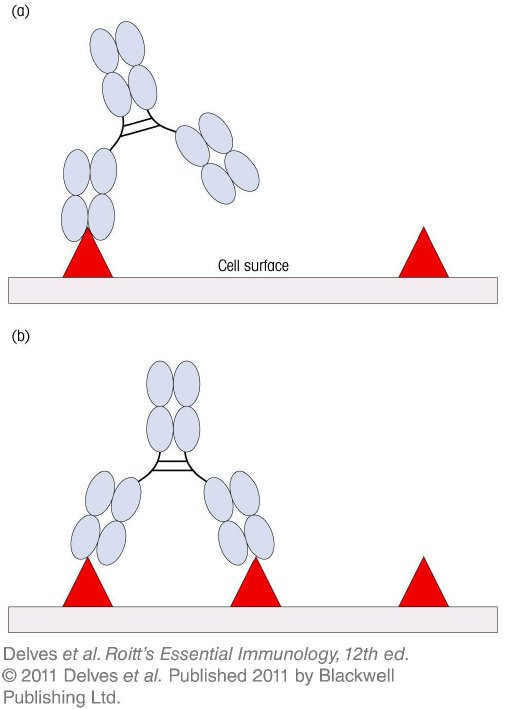 (a)
Cell surface
(b)
Delves et al. Roitt's Essential Immunology, 12th ed.
© 2011 Delves et al. Published 2011 by Blackwell
Publishing Ltd.